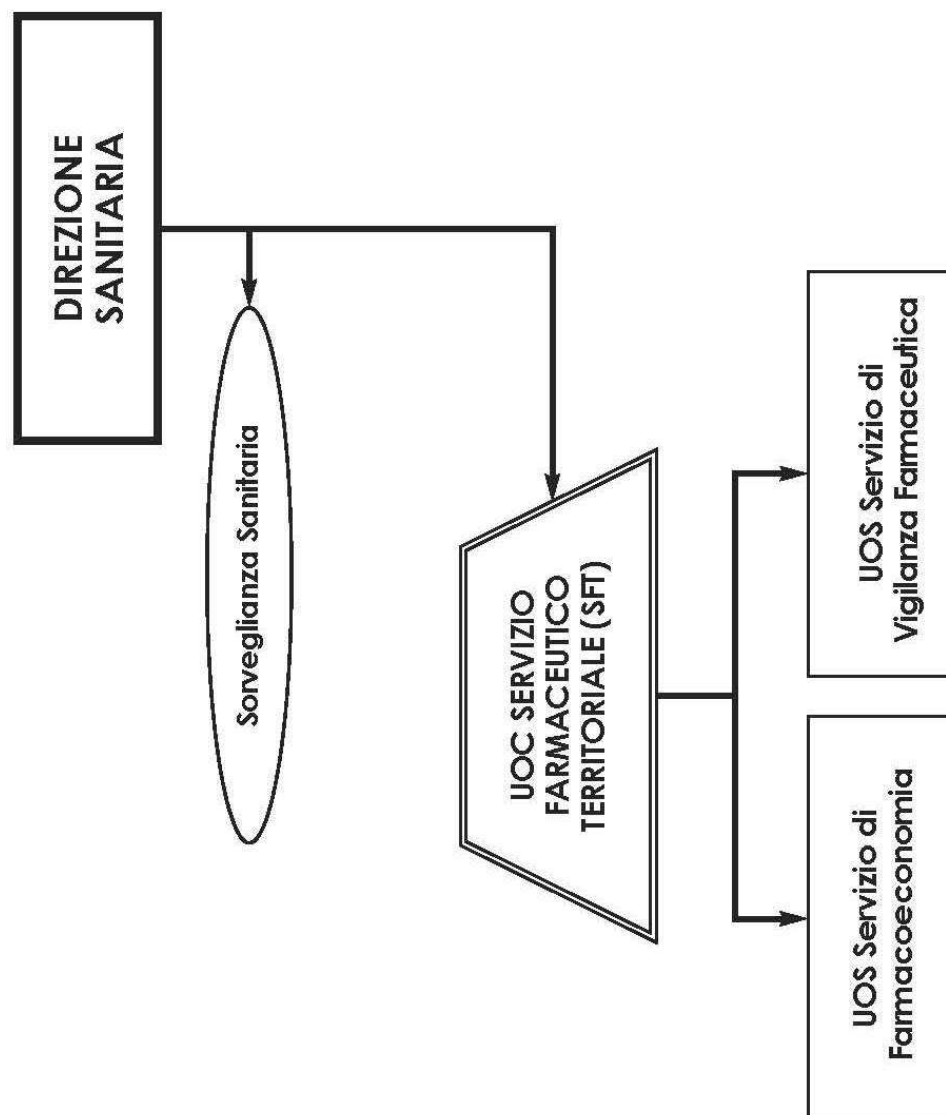 DIREZIONE
SANITARIA
Sorveglianza Sanitaria
UOC SERVIZIO
FARMACEUTICO
TERRITORIALE (SFT)
UOS Servizio di
Farmacoeconomia
UOS Servizio di
Vigilanza Farmaceutica